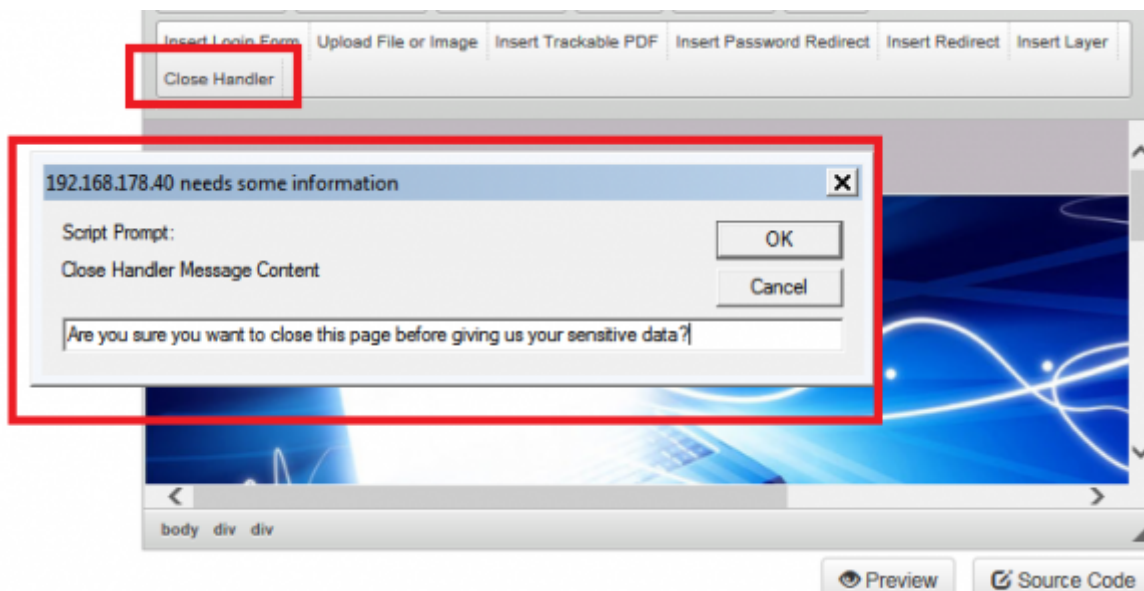 Insert Login Form Upload File or Image Insert Trackable PDF Insert Password Redirect Insert Redirect Insert Layer
Close Handler
192.168.178.40 needs some information
Script Prompt:
OK
Close Handler Message Content
Cancel
Are you sure you want to close this page before giving us your sensitive data?
body div div
Preview Source Code